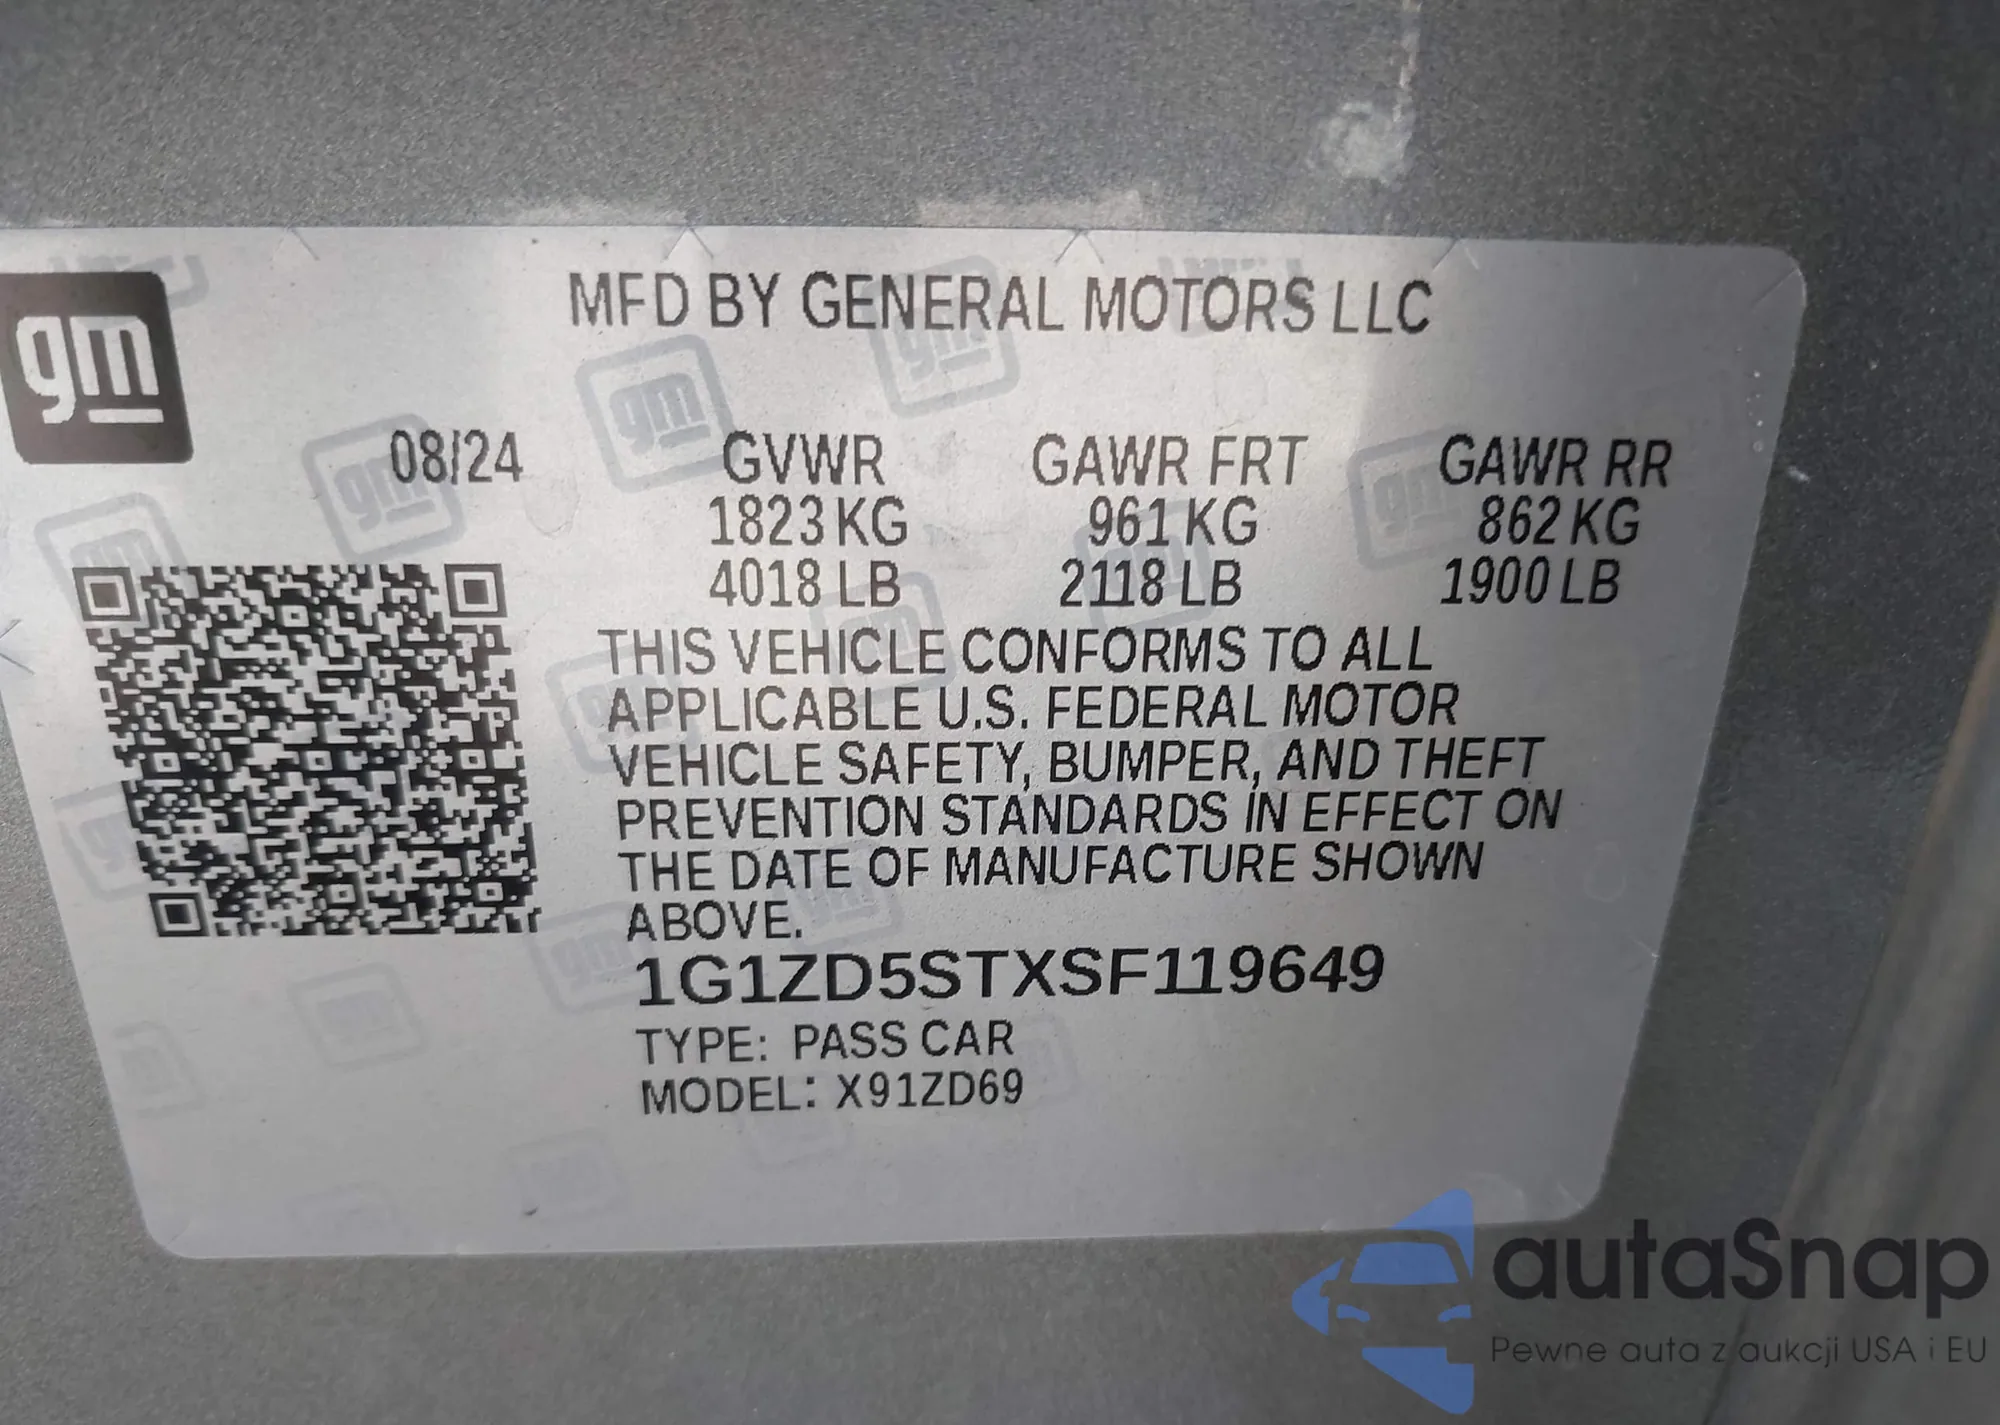 MFD BY GENERAL MOTORS LLC
gm
08/24 GVWR GAWR FRT GAWR RR
1823 KG 961 KG 862 KG
4018 LB 2118 LB 1900 LB
THIS VEHICLE CONFORMS TO ALL
APPLICABLE U.S. FEDERAL MOTOR
VEHICLE SAFETY, BUMPER, AND THEFT
PREVENTION STANDARDS IN EFFECT ON
THE DATE OF MANUFACTURE SHOWN
ABOVE.
1G1ZD5STXSF119649
TYPE: PASS CAR
MODEL: X91ZD69
autaSnap
Pewne auta z aukcji USA i EU